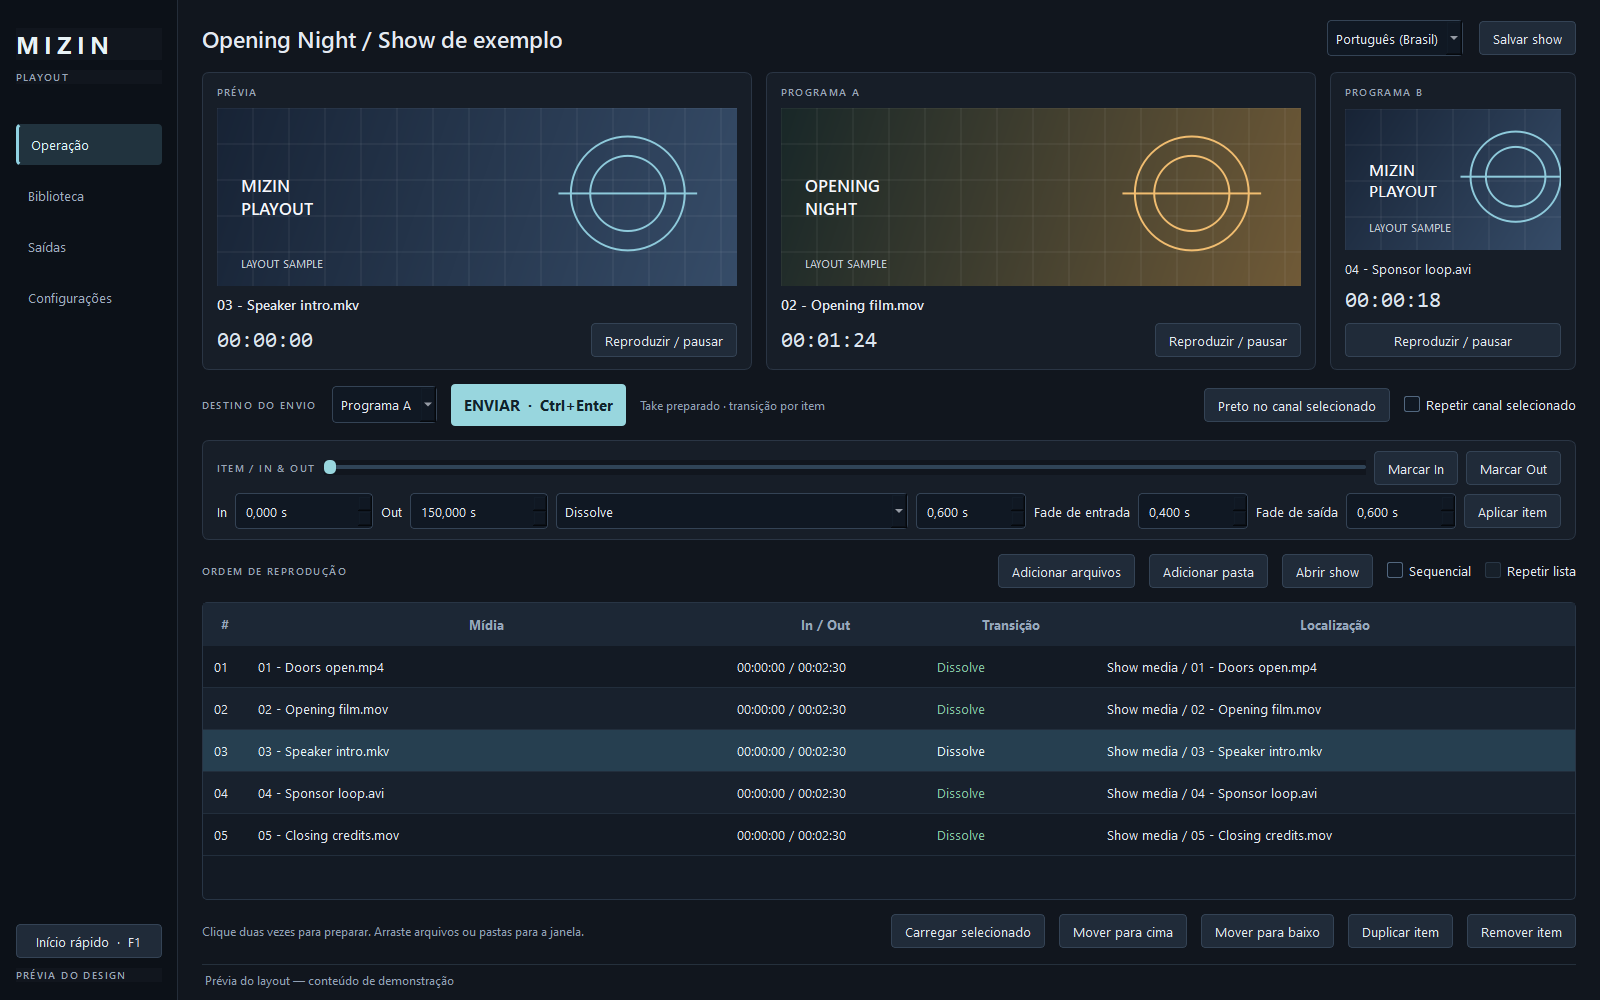 MIZIN
PLAYOUT
Operação
Biblioteca
Saídas
Configurações
Início rápido · F1
PRÉVIA DO DESIGN
Opening Night / Show de exemplo
Português (Brasil)
Salvar show
PRÉVIA
MIZIN
PLAYOUT
LAYOUT SAMPLE
03 - Speaker intro.mkv
00:00:00
Reproduzir / pausar
PROGRAMA A
OPENING
NIGHT
LAYOUT SAMPLE
02 - Opening film.mov
00:01:24
Reproduzir / pausar
PROGRAMA B
MIZIN
PLAYOUT
LAYOUT SAMPLE
04 - Sponsor loop.avi
00:00:18
Reproduzir / pausar
DESTINO DO ENVIO
Programa A
ENVIAR · Ctrl+Enter
Take preparado · transição por item
Preto no canal selecionado
Repetir canal selecionado
ITEM / IN & OUT
Marcar In
Marcar Out
In
0,000 s
Out
150,000 s
Dissolve
0,600 s
Fade de entrada
0,400 s
Fade de saída
0,600 s
Aplicar item
ORDEM DE REPRODUÇÃO
Adicionar arquivos
Adicionar pasta
Abrir show
Sequencial
Repetir lista
# Mídia In / Out Transição Localização
01 01 - Doors open.mp4 00:00:00 / 00:02:30 Dissolve Show media / 01 - Doors open.mp4
02 02 - Opening film.mov 00:00:00 / 00:02:30 Dissolve Show media / 02 - Opening film.mov
03 03 - Speaker intro.mkv 00:00:00 / 00:02:30 Dissolve Show media / 03 - Speaker intro.mkv
04 04 - Sponsor loop.avi 00:00:00 / 00:02:30 Dissolve Show media / 04 - Sponsor loop.avi
05 05 - Closing credits.mov 00:00:00 / 00:02:30 Dissolve Show media / 05 - Closing credits.mov
Clique duas vezes para preparar. Arraste arquivos ou pastas para a janela.
Carregar selecionado
Mover para cima
Mover para baixo
Duplicar item
Remover item
Prévia do layout — conteúdo de demonstração